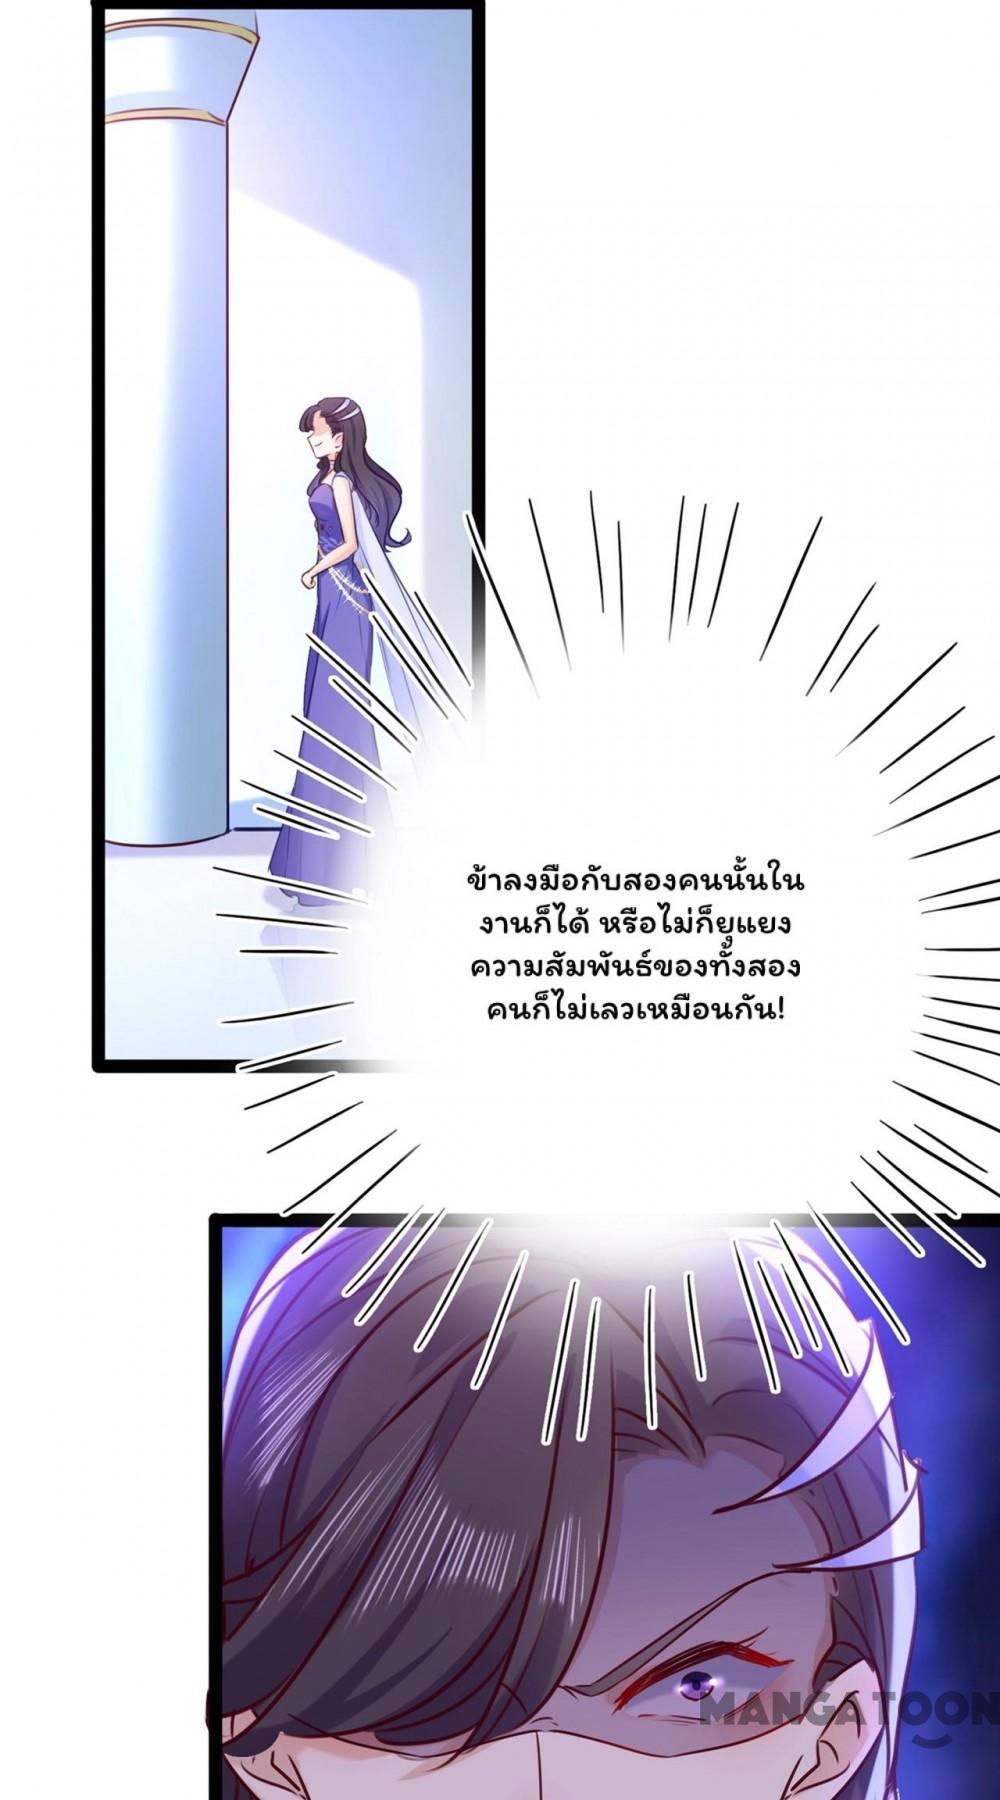 ข้าลงมือกับสองคนนั้นใน
งานก็ได้ หรือไม่ก็ยุแยง
ความสัมพันธ์ของทั้งสอง
คนก็ไม่เลวเหมือนกัน!
MANGATOON